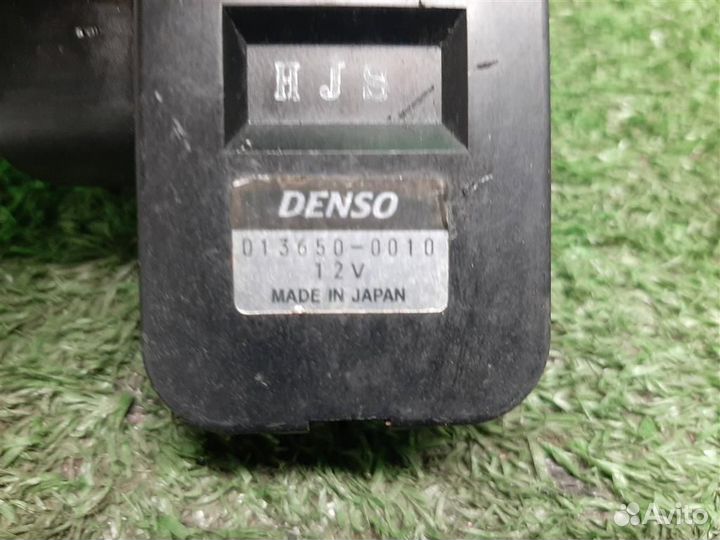 HJS
DENSO
013650-0010
12V
MADE IN JAPAN
Avito